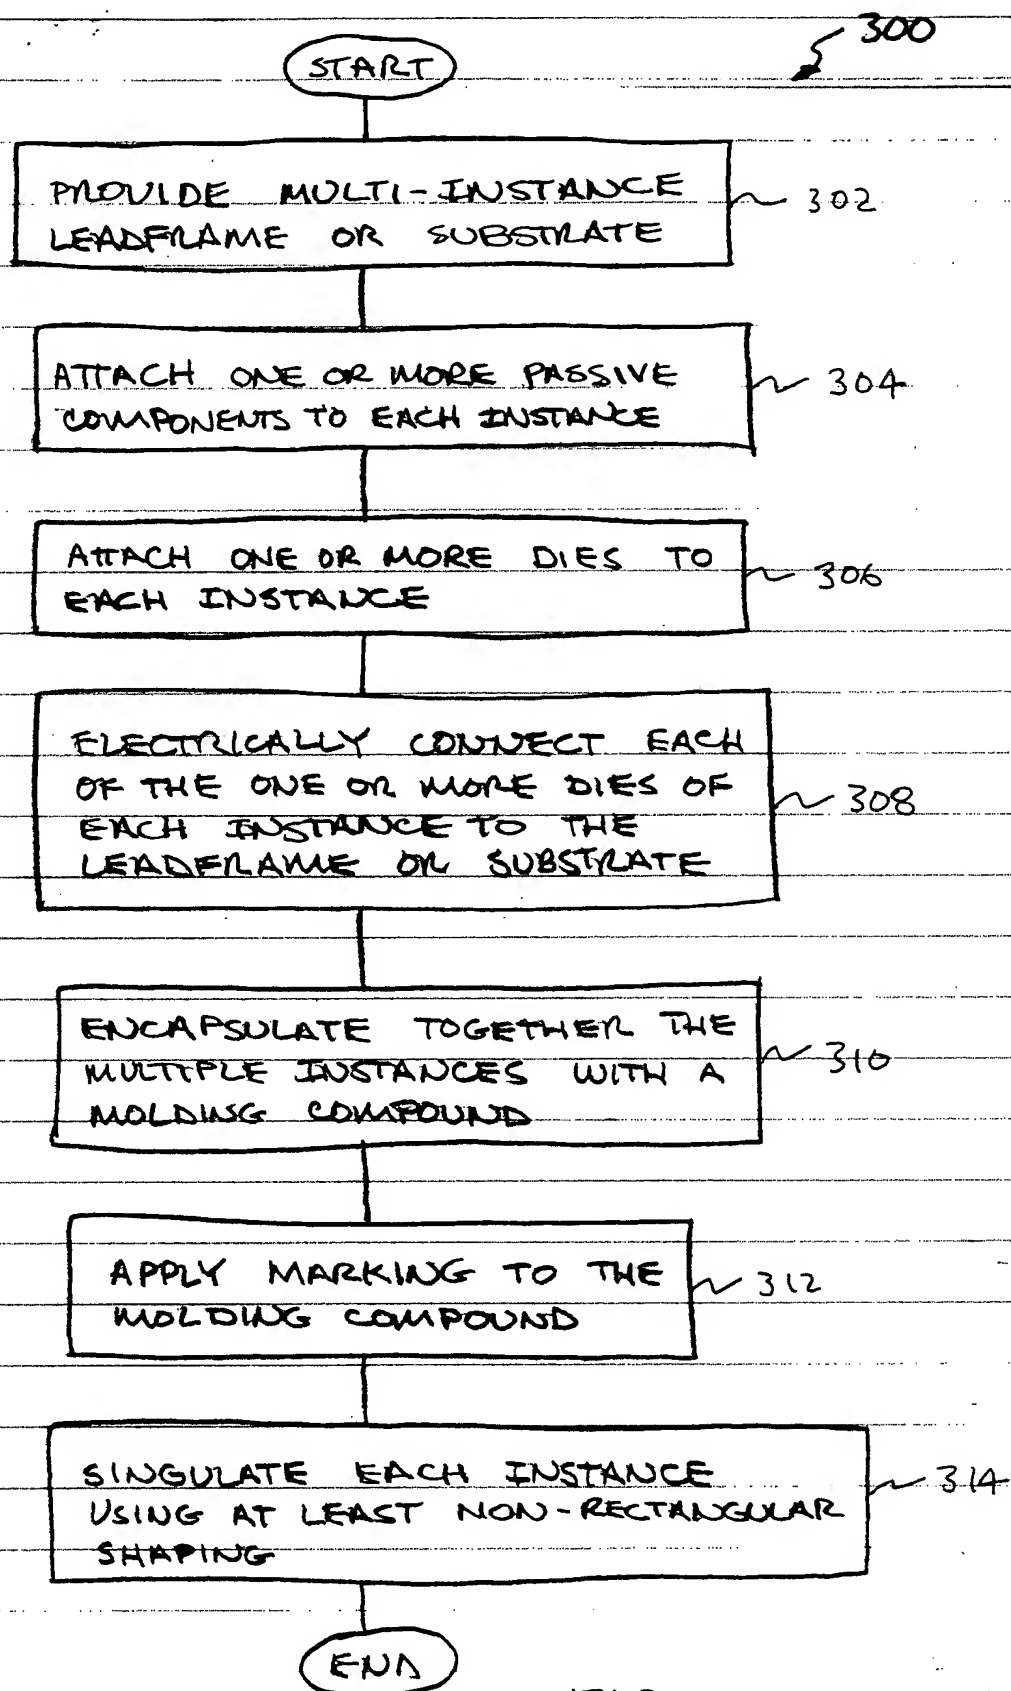 300
START
PROVIDE MULTI-INSTANCE
LEADFRAME OR SUBSTRATE
302
ATTACH ONE OR MORE PASSIVE
COMPONENTS TO EACH INSTANCE
304
ATTACH ONE OR MORE DIES TO
EACH INSTANCE
306
ELECTRICALLY CONNECT EACH
OF THE ONE OR MORE DIES OF
EACH INSTANCE TO THE
LEADFRAME OR SUBSTRATE
308
ENCAPSULATE TOGETHER THE
MULTIPLE INSTANCES WITH A
MOLDING COMPOUND
310
APPLY MARKING TO THE
MOLDING COMPOUND
312
SINGULATE EACH INSTANCE
USING AT LEAST NON-RECTANGULAR
SHAPING
314
END